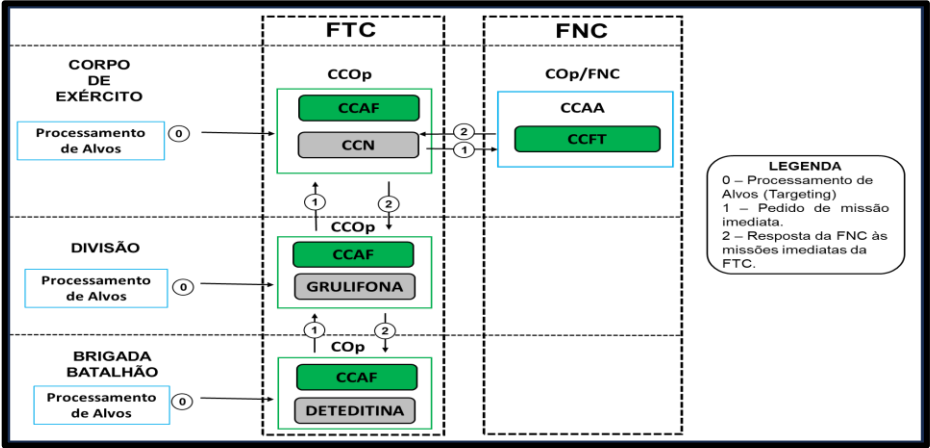 FTC
FNC
CORPO
DE
EXÉRCITO
CCOp
COp/FNC
Processamento
de Alvos
0
CCAF
CCN
2
1
CCAA
CCFT
LEGENDA
0 – Processamento de
Alvos (Targeting)
1 – Pedido de missão
imediata.
2 – Resposta da FNC às
missões imediatas da
FTC.
1
2
DIVISÃO
CCOp
Processamento
de Alvos
0
CCAF
GRULIFONA
1
2
BRIGADA
BATALHÃO
COp
Processamento
de Alvos
0
CCAF
DETEDITINA